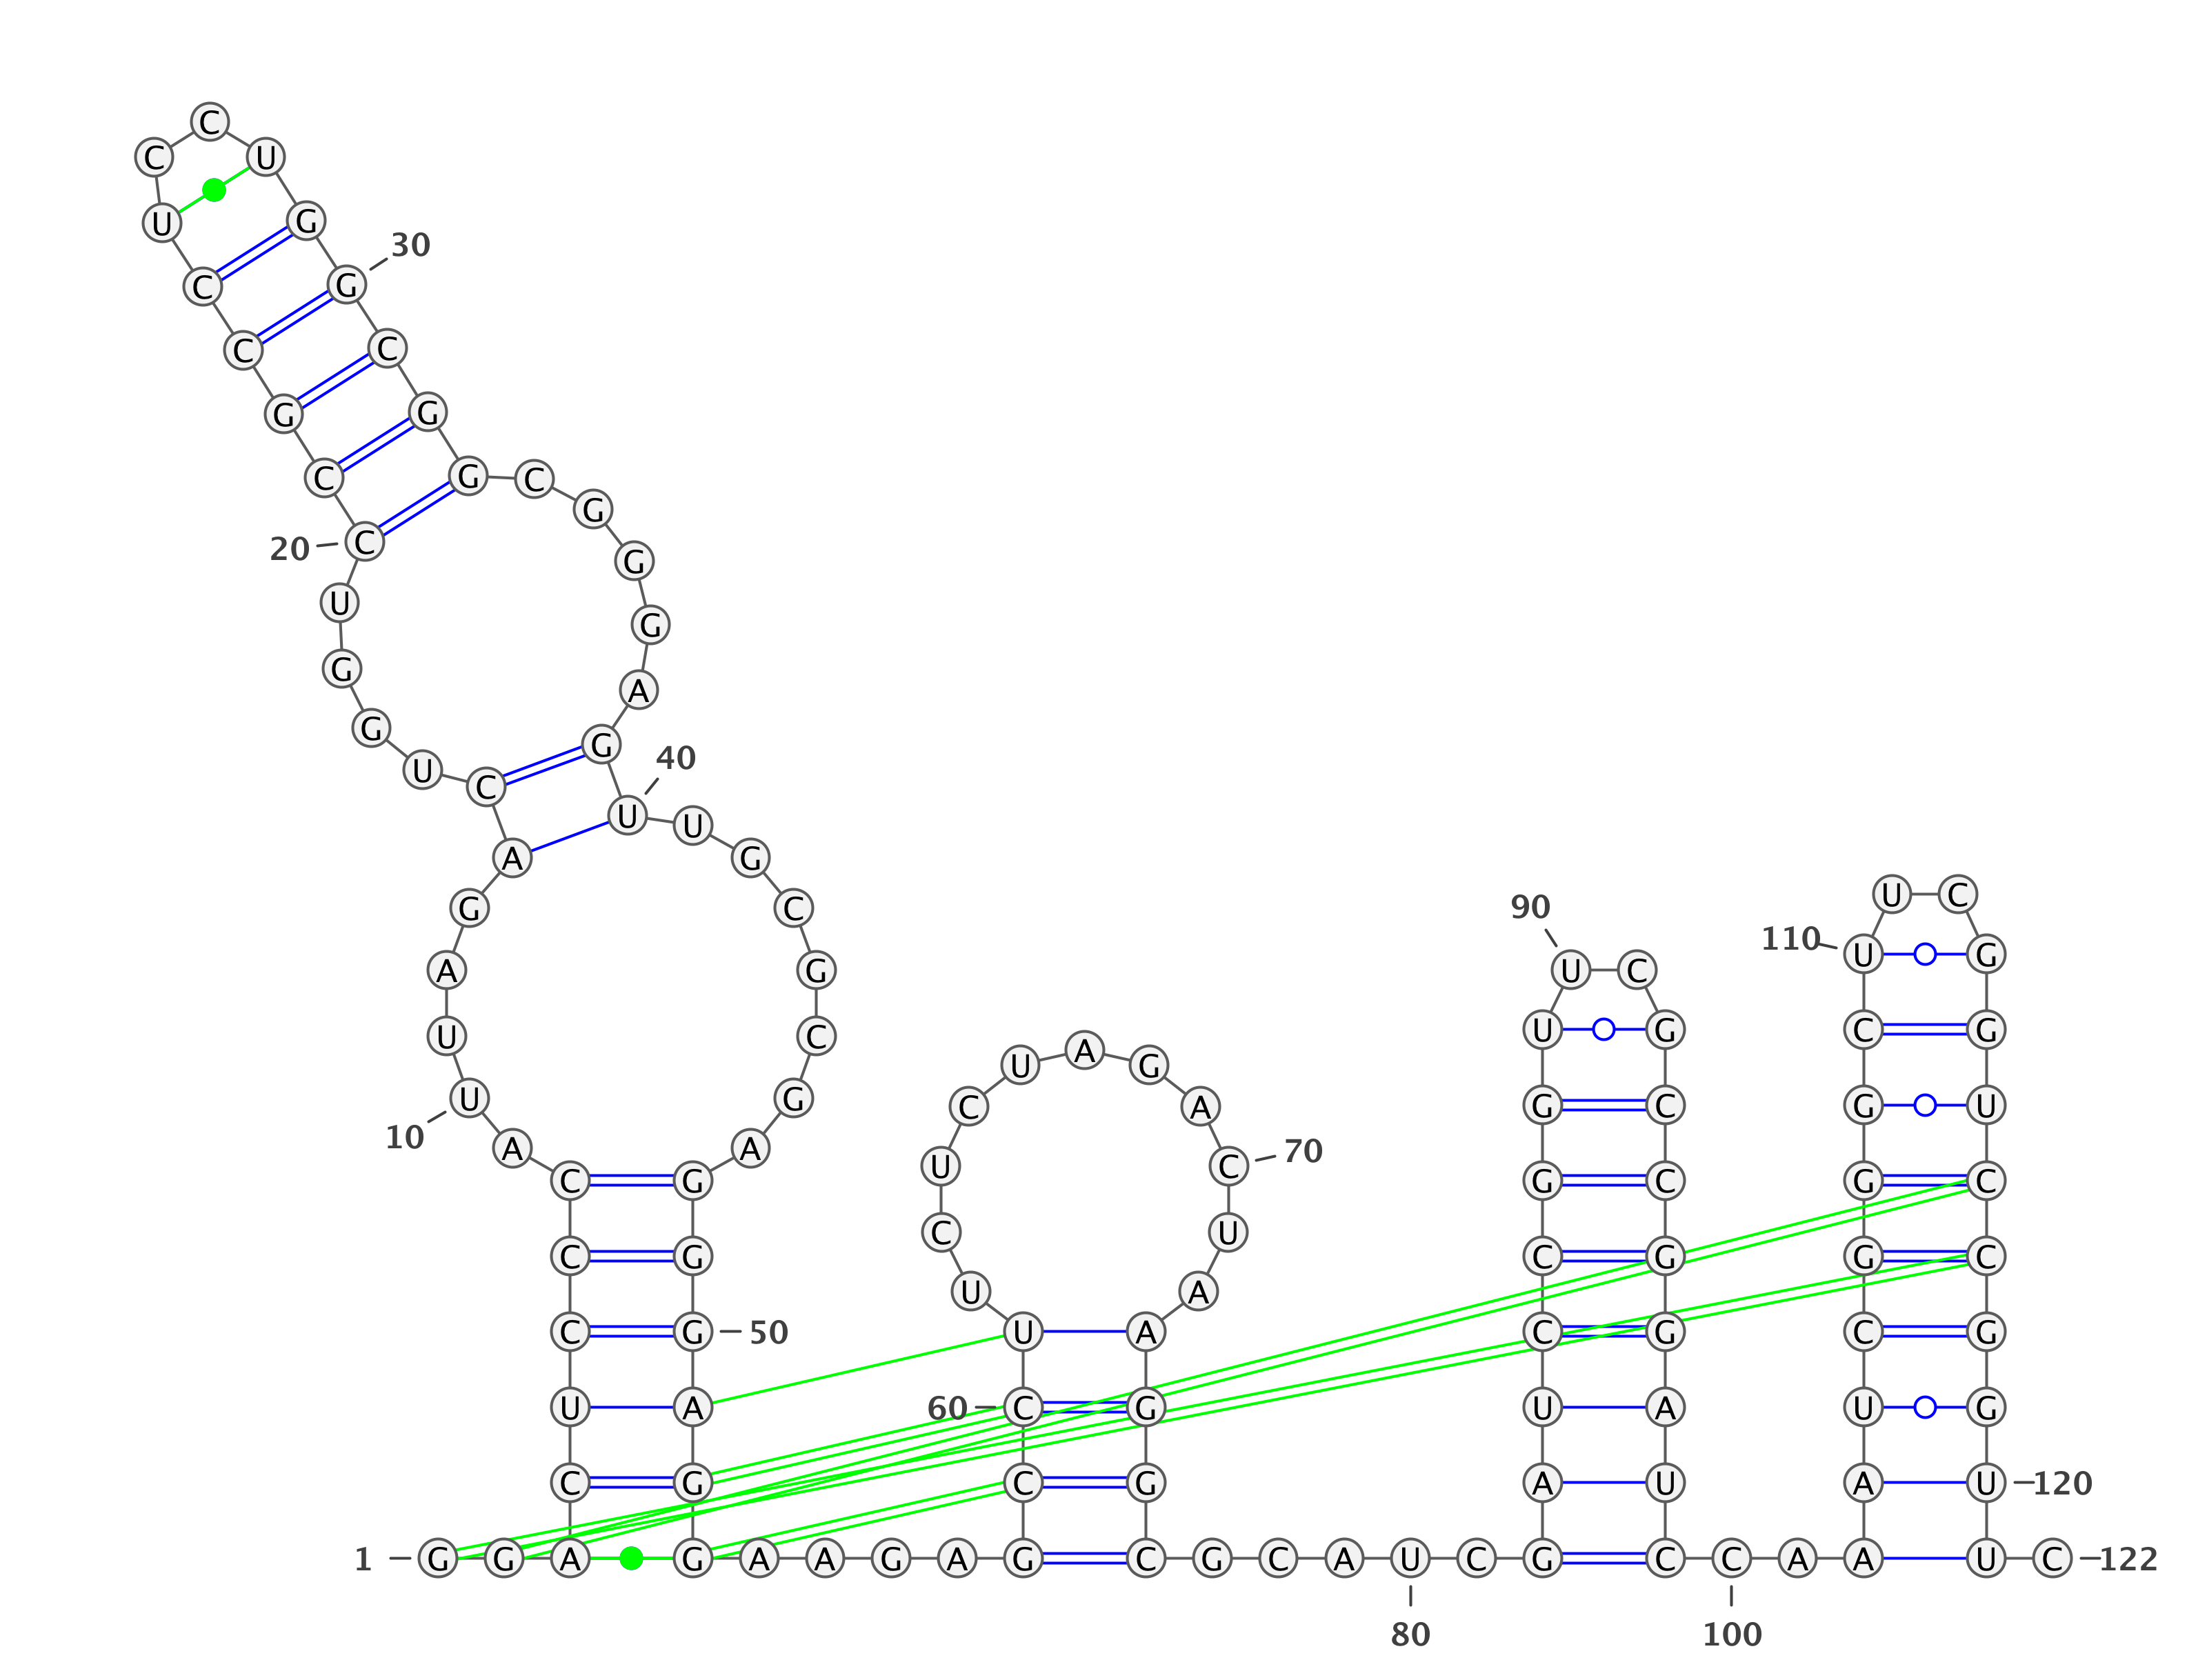 C
C U
U G
30
C G
C C
G G
C G C
G
20 C
G
U
G
G
A
G
G
40
U
C
U U
A G
U C
G C 90
110 U G
A G U C
U C U G C G
A
U G
U G C A G C G U
10
A A
C U C 70
C G G C G C
C U
C G C G G C
U A
C G 50 U A C G C G
U A 60 C G U A U G
C G C G A U A U 120
1 G G A G A A G A G C G C A U C G C C A A U C 122
80 100